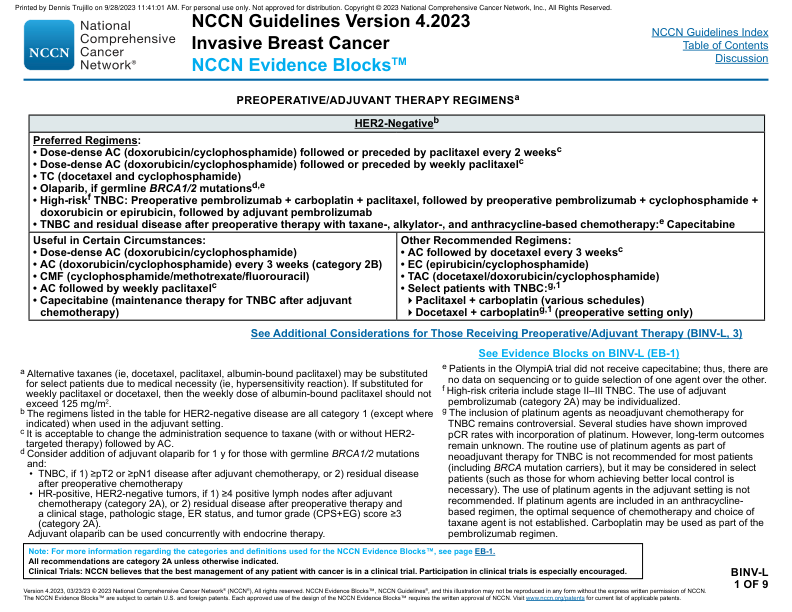 Printed by Dennis Trujillo on 9/28/2023 11:41:01 AM. For personal use only. Not approved for distribution. Copyright © 2023 National Comprehensive Cancer Network, Inc., All Rights Reserved.
NCCN
National
Comprehensive
Cancer
Network®
NCCN Guidelines Version 4.2023
Invasive Breast Cancer
NCCN Evidence Blocks™
NCCN Guidelines Index
Table of Contents
Discussion
PREOPERATIVE/ADJUVANT THERAPY REGIMENSᵃ
HER2-Negativeᵇ
Preferred Regimens:
• Dose-dense AC (doxorubicin/cyclophosphamide) followed or preceded by paclitaxel every 2 weeksᶜ
• Dose-dense AC (doxorubicin/cyclophosphamide) followed or preceded by weekly paclitaxelᶜ
• TC (docetaxel and cyclophosphamide)
• Olaparib, if germline BRCA1/2 mutationsᵈ,ᵉ
• High-riskᶠ TNBC: Preoperative pembrolizumab + carboplatin + paclitaxel, followed by preoperative pembrolizumab + cyclophosphamide +
doxorubicin or epirubicin, followed by adjuvant pembrolizumab
• TNBC and residual disease after preoperative therapy with taxane-, alkylator-, and anthracycline-based chemotherapy:ᵉ Capecitabine
Useful in Certain Circumstances:
• Dose-dense AC (doxorubicin/cyclophosphamide)
• AC (doxorubicin/cyclophosphamide) every 3 weeks (category 2B)
• CMF (cyclophosphamide/methotrexate/fluorouracil)
• AC followed by weekly paclitaxelᶜ
• Capecitabine (maintenance therapy for TNBC after adjuvant
chemotherapy)
Other Recommended Regimens:
• AC followed by docetaxel every 3 weeksᶜ
• EC (epirubicin/cyclophosphamide)
• TAC (docetaxel/doxorubicin/cyclophosphamide)
• Select patients with TNBC:ᵍ,¹
‣ Paclitaxel + carboplatin (various schedules)
‣ Docetaxel + carboplatinᵍ,¹ (preoperative setting only)
See Additional Considerations for Those Receiving Preoperative/Adjuvant Therapy (BINV-L, 3)
See Evidence Blocks on BINV-L (EB-1)
ᵃ Alternative taxanes (ie, docetaxel, paclitaxel, albumin-bound paclitaxel) may be substituted
for select patients due to medical necessity (ie, hypersensitivity reaction). If substituted for
weekly paclitaxel or docetaxel, then the weekly dose of albumin-bound paclitaxel should not
exceed 125 mg/m².
ᵇ The regimens listed in the table for HER2-negative disease are all category 1 (except where
indicated) when used in the adjuvant setting.
ᶜ It is acceptable to change the administration sequence to taxane (with or without HER2-
targeted therapy) followed by AC.
ᵈ Consider addition of adjuvant olaparib for 1 y for those with germline BRCA1/2 mutations
and:
• TNBC, if 1) ≥pT2 or ≥pN1 disease after adjuvant chemotherapy, or 2) residual disease
after preoperative chemotherapy
• HR-positive, HER2-negative tumors, if 1) ≥4 positive lymph nodes after adjuvant
chemotherapy (category 2A), or 2) residual disease after preoperative therapy and
a clinical stage, pathologic stage, ER status, and tumor grade (CPS+EG) score ≥3
(category 2A).
Adjuvant olaparib can be used concurrently with endocrine therapy.
ᵉ Patients in the OlympiA trial did not receive capecitabine; thus, there are
no data on sequencing or to guide selection of one agent over the other.
ᶠ High-risk criteria include stage II–III TNBC. The use of adjuvant
pembrolizumab (category 2A) may be individualized.
ᵍ The inclusion of platinum agents as neoadjuvant chemotherapy for
TNBC remains controversial. Several studies have shown improved
pCR rates with incorporation of platinum. However, long-term outcomes
remain unknown. The routine use of platinum agents as part of
neoadjuvant therapy for TNBC is not recommended for most patients
(including BRCA mutation carriers), but it may be considered in select
patients (such as those for whom achieving better local control is
necessary). The use of platinum agents in the adjuvant setting is not
recommended. If platinum agents are included in an anthracycline-
based regimen, the optimal sequence of chemotherapy and choice of
taxane agent is not established. Carboplatin may be used as part of the
pembrolizumab regimen.
Note: For more information regarding the categories and definitions used for the NCCN Evidence Blocks™, see page EB-1.
All recommendations are category 2A unless otherwise indicated.
Clinical Trials: NCCN believes that the best management of any patient with cancer is in a clinical trial. Participation in clinical trials is especially encouraged.
BINV-L
1 OF 9
Version 4.2023, 03/23/23 © 2023 National Comprehensive Cancer Network® (NCCN®), All rights reserved. NCCN Evidence Blocks™, NCCN Guidelines®, and this illustration may not be reproduced in any form without the express written permission of NCCN.
The NCCN Evidence Blocks™ are subject to certain U.S. and foreign patents. Each approved use of the design of the NCCN Evidence Blocks™ requires the written approval of NCCN. Visit www.nccn.org/patents for current list of applicable patents.